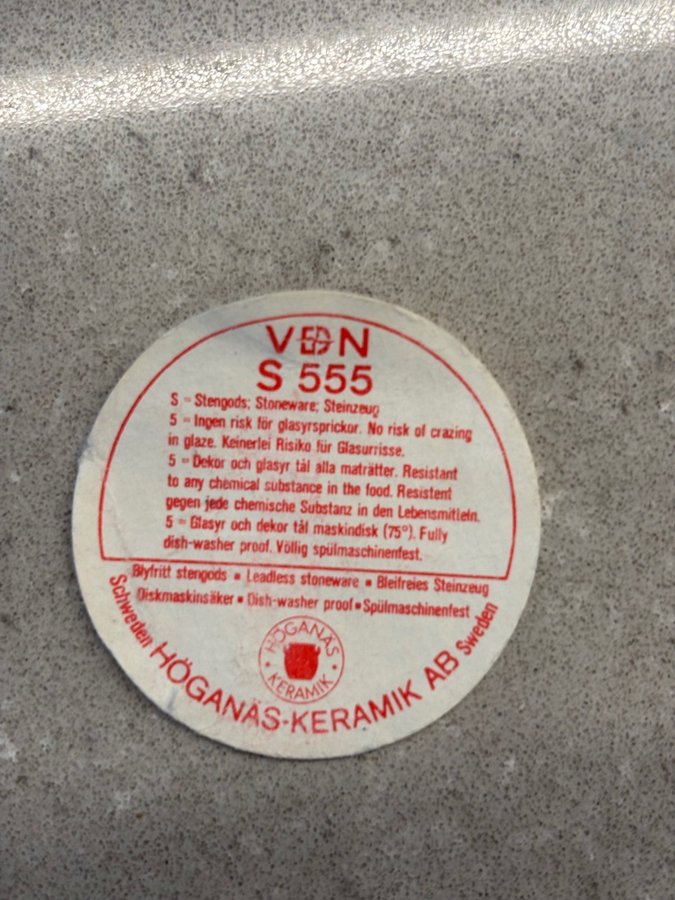 VDN
S 555
S = Stengods; Stoneware; Steinzeug
5 = Ingen risk för glasyrsprickor. No risk of crazing
in glaze. Keinerlei Risiko für Glasurrisse.
5 = Dekor och glasyr tål alla maträtter. Resistant
to any chemical substance in the food. Resistent
gegen jede chemische Substanz in den Lebensmitteln.
5 = Glasyr och dekor tål maskindisk (75°). Fully
dish-washer proof. Völlig spülmaschinenfest.
Blyfritt stengods ▪ Leadless stoneware ▪ Bleifreies Steinzeug
Diskmaskinsäker ▪ Dish-washer proof ▪ Spülmaschinenfest
HÖGANÄS
KERAMIK
Schweden HÖGANÄS-KERAMIK AB Sweden